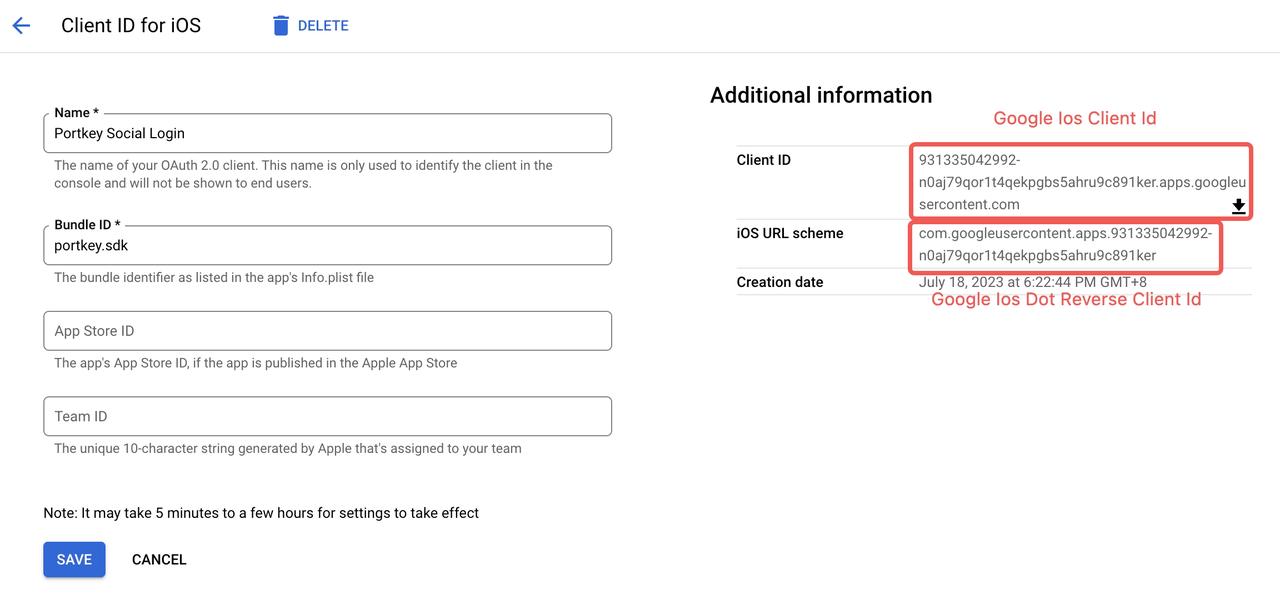 Client ID for iOS
DELETE
Name *
Portkey Social Login
The name of your OAuth 2.0 client. This name is only used to identify the client in the
console and will not be shown to end users.
Bundle ID *
portkey.sdk
The bundle identifier as listed in the app's Info.plist file
App Store ID
The app's App Store ID, if the app is published in the Apple App Store
Team ID
The unique 10-character string generated by Apple that's assigned to your team
Note: It may take 5 minutes to a few hours for settings to take effect
SAVE
CANCEL
Additional information
Google Ios Client Id
Client ID
931335042992-
n0aj79qor1t4qekpgbs5ahru9c891ker.apps.googleu
sercontent.com
iOS URL scheme
com.googleusercontent.apps.931335042992-
n0aj79qor1t4qekpgbs5ahru9c891ker
Creation date
July 18, 2023 at 6:22:44 PM GMT+8
Google Ios Dot Reverse Client Id